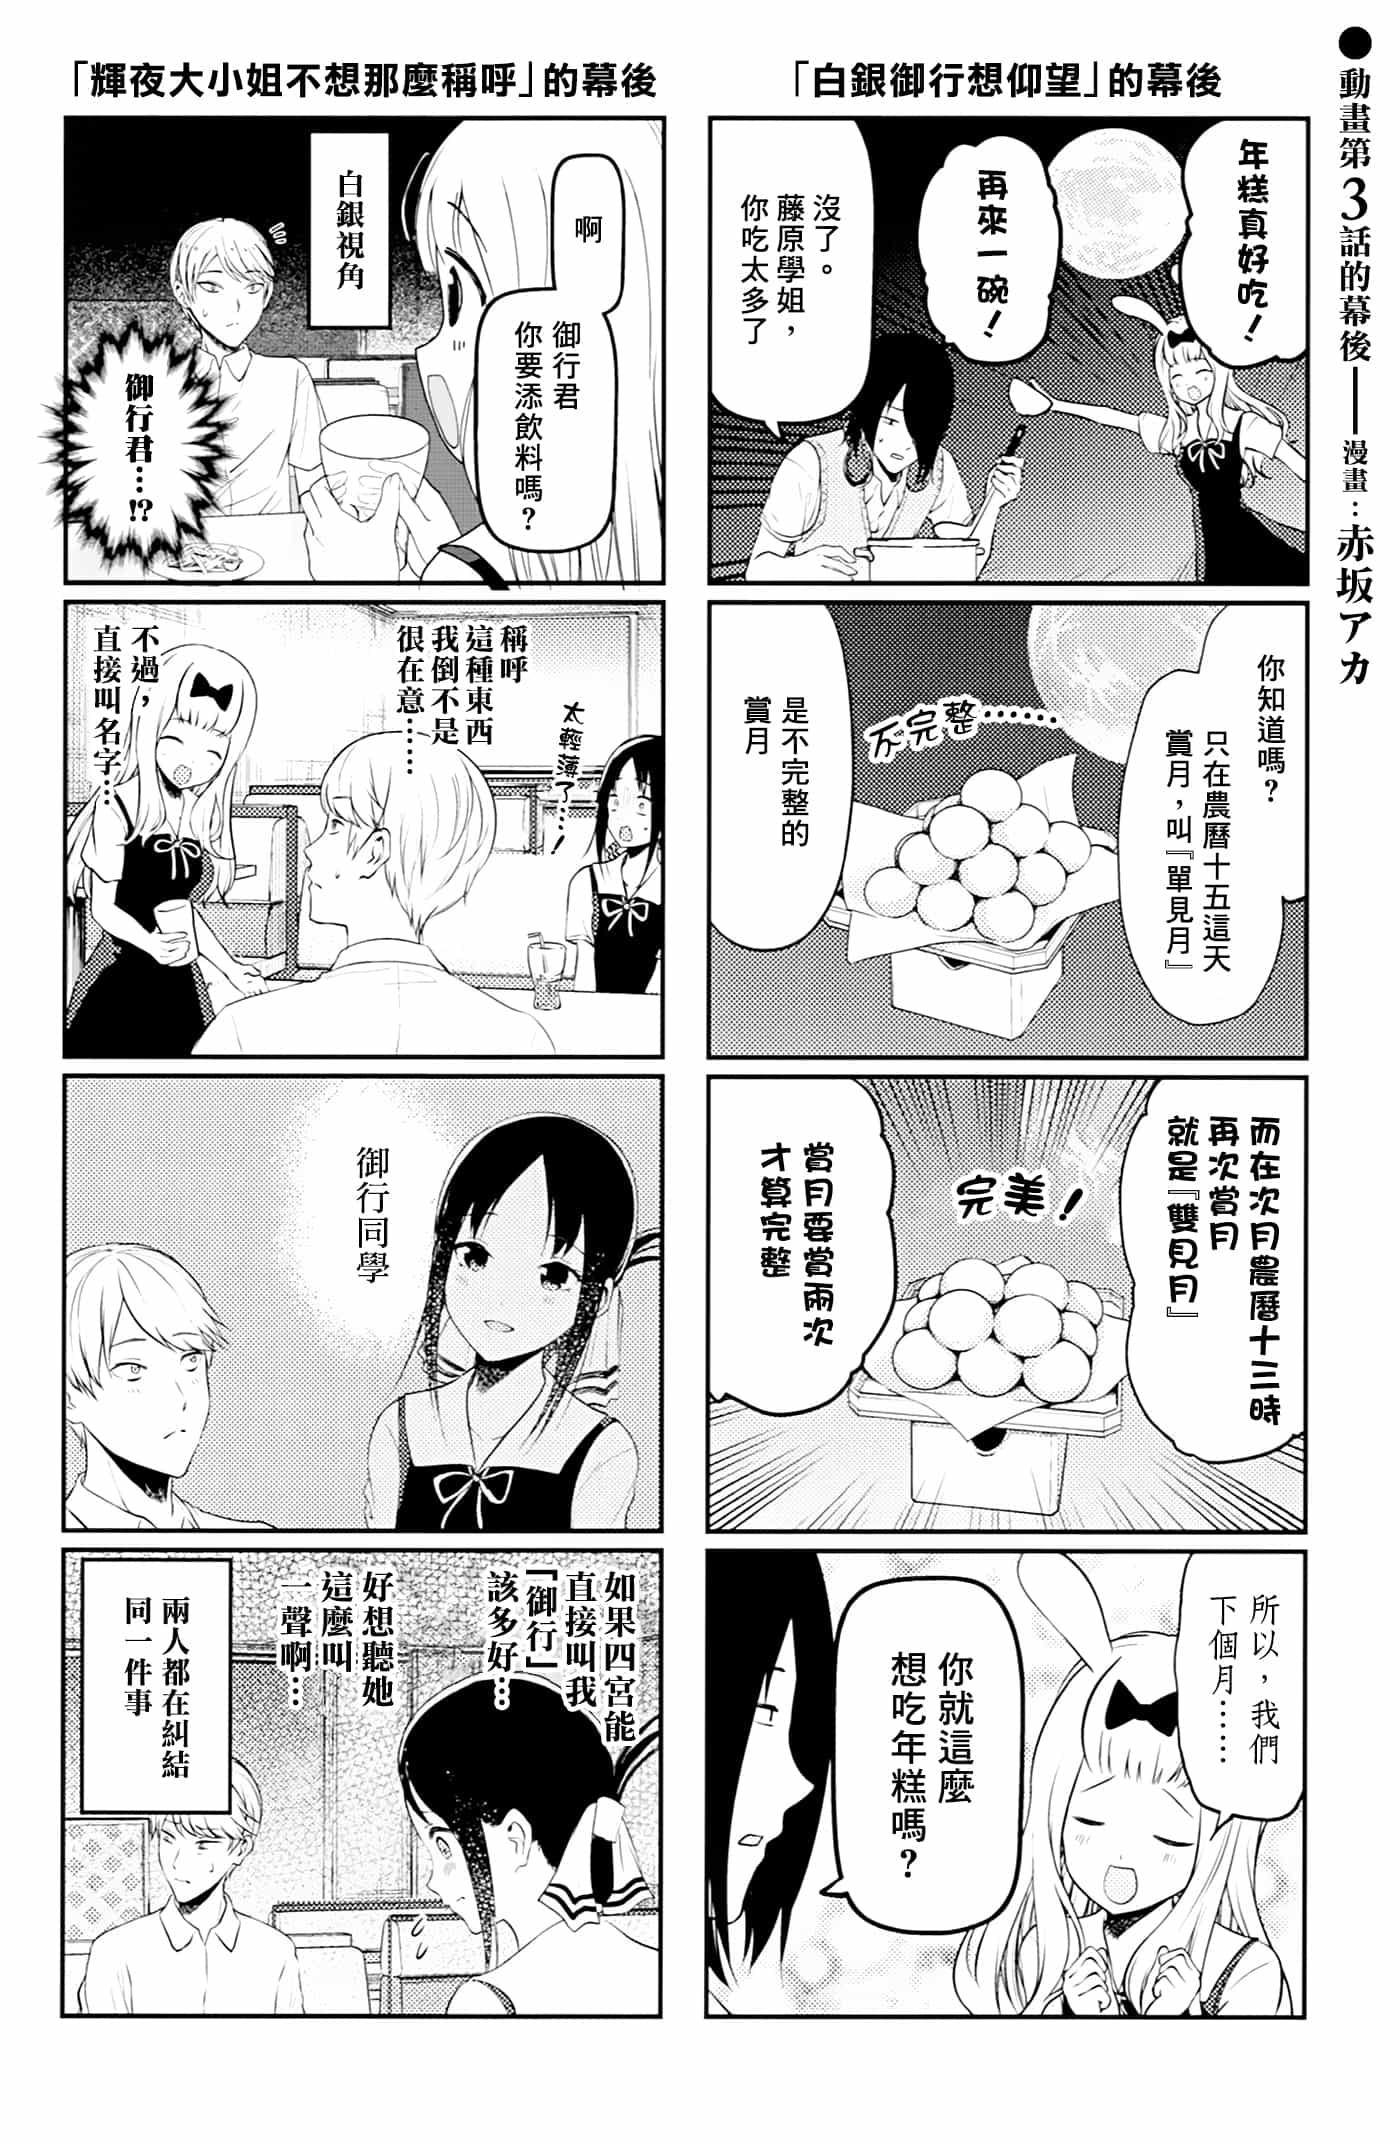 ●動畫第3話的幕後——漫畫：赤坂アカ
「白銀御行想仰望」的幕後
年糕真好吃！
再來一碗！
沒了。
藤原學姐，
你吃太多了
你知道嗎？
只在農曆十五這天
賞月，叫『單見月』
不完整……
是不完整的
賞月
而在次月農曆十三時
再次賞月
就是『雙見月』
完美！
賞月要賞兩次
才算完整
所以，我們
下個月……
你就這麼
想吃年糕嗎？
「輝夜大小姐不想那麼稱呼」的幕後
啊
御行君
你要添飲料嗎？
白銀視角
御行君…!?
稱呼
這種東西
我倒不是
很在意……
太輕薄了…！
不過，
直接叫名字…
御行同學
如果四宮能
直接叫我
「御行」
該多好…
好想聽她
這麼叫
一聲啊…
兩人都在糾結
同一件事